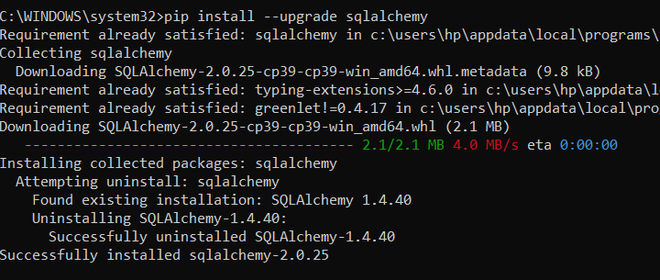 C:\WINDOWS\system32>pip install --upgrade sqlalchemy
Requirement already satisfied: sqlalchemy in c:\users\hp\appdata\local\programs\
Collecting sqlalchemy
  Downloading SQLAlchemy-2.0.25-cp39-cp39-win_amd64.whl.metadata (9.8 kB)
Requirement already satisfied: typing-extensions>=4.6.0 in c:\users\hp\appdata\l
Requirement already satisfied: greenlet!=0.4.17 in c:\users\hp\appdata\local\pro
Downloading SQLAlchemy-2.0.25-cp39-cp39-win_amd64.whl (2.1 MB)
   ---------------------------------------- 2.1/2.1 MB 4.0 MB/s eta 0:00:00
Installing collected packages: sqlalchemy
  Attempting uninstall: sqlalchemy
    Found existing installation: SQLAlchemy 1.4.40
    Uninstalling SQLAlchemy-1.4.40:
      Successfully uninstalled SQLAlchemy-1.4.40
Successfully installed sqlalchemy-2.0.25